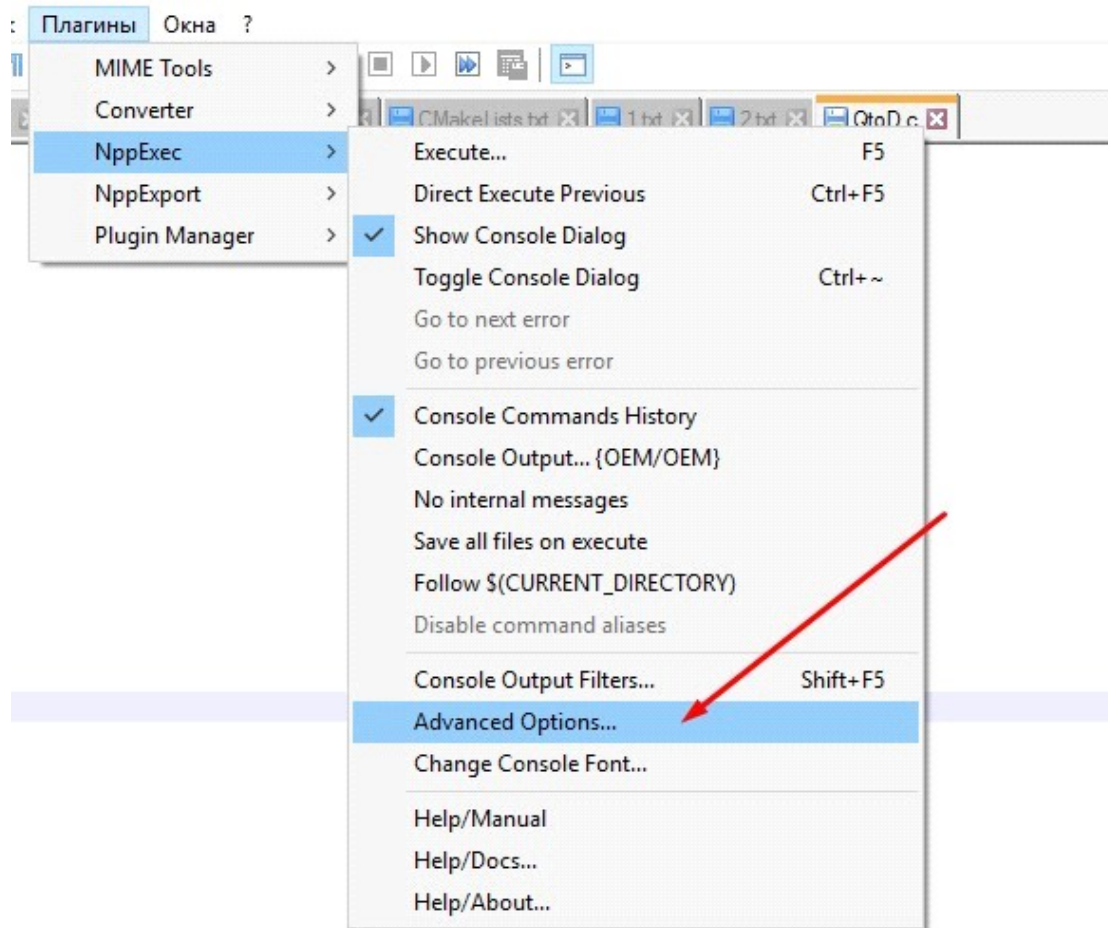 Плагины Окна ?
MIME Tools
Converter
CMakeLists.txt 1.txt 2.txt QtoD.c
NppExec
NppExport
Plugin Manager
Execute... F5
Direct Execute Previous Ctrl+F5
Show Console Dialog
Toggle Console Dialog Ctrl+~
Go to next error
Go to previous error
Console Commands History
Console Output... {OEM/OEM}
No internal messages
Save all files on execute
Follow $(CURRENT_DIRECTORY)
Disable command aliases
Console Output Filters... Shift+F5
Advanced Options...
Change Console Font...
Help/Manual
Help/Docs...
Help/About...